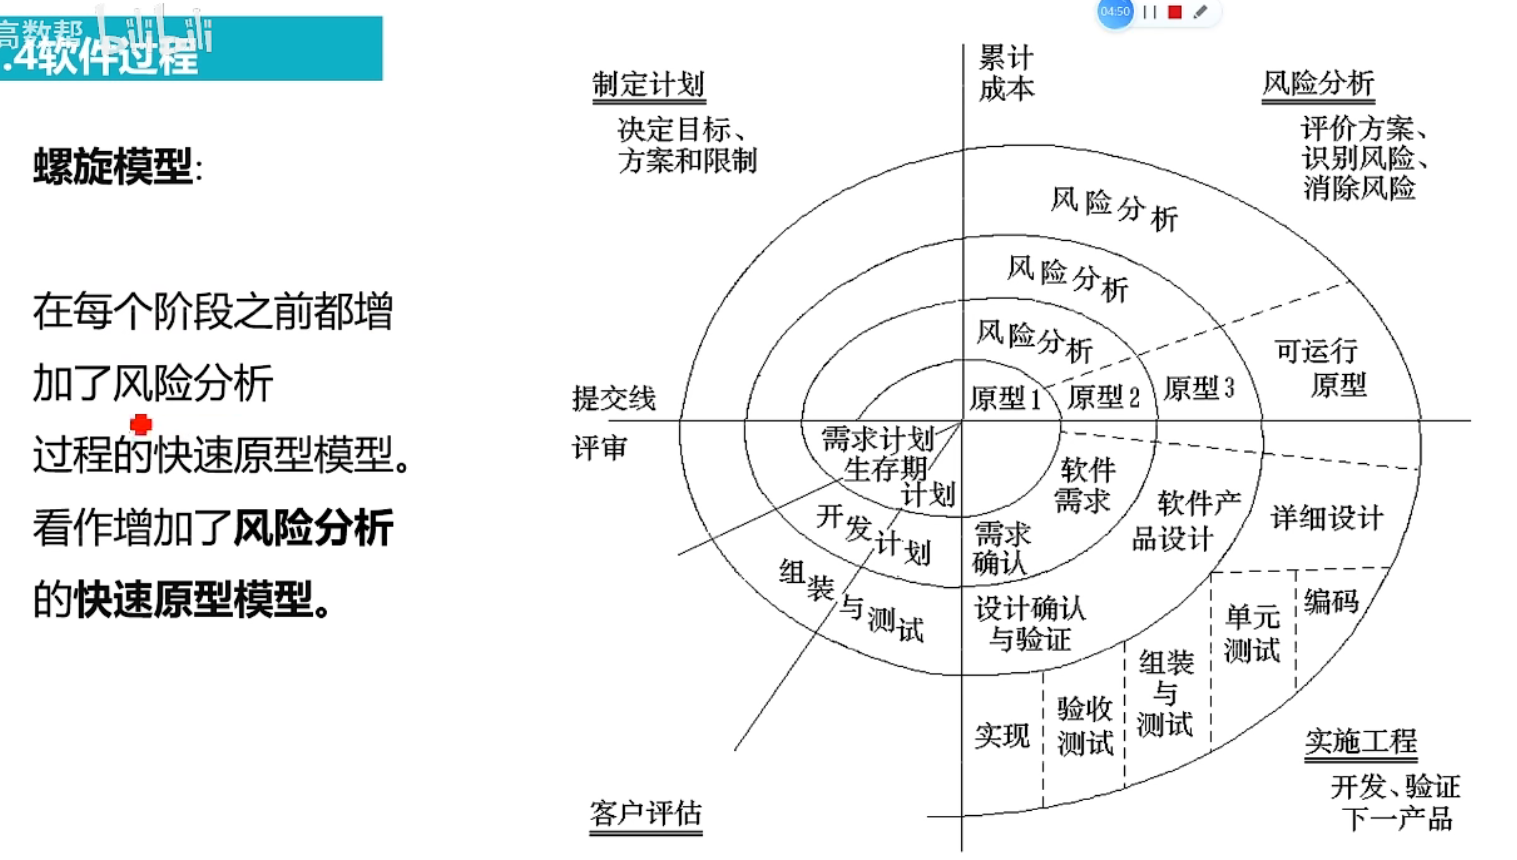 高数帮 bilibili
.4软件过程
04:50
螺旋模型:
在每个阶段之前都增
加了风险分析
过程的快速原型模型。
看作增加了风险分析
的快速原型模型。
累计
成本
制定计划
决定目标、
方案和限制
风险分析
评价方案、
识别风险、
消除风险
风险分析
风险分析
风险分析
可运行
原型
原型1
原型2
原型3
提交线
评审
需求计划
生存期
计划
开发计划
组装与测试
软件
需求
需求
确认
软件产
品设计
详细设计
设计确认
与验证
编码
单元
测试
组装
与
测试
验收
测试
实现
实施工程
开发、验证
下一产品
客户评估